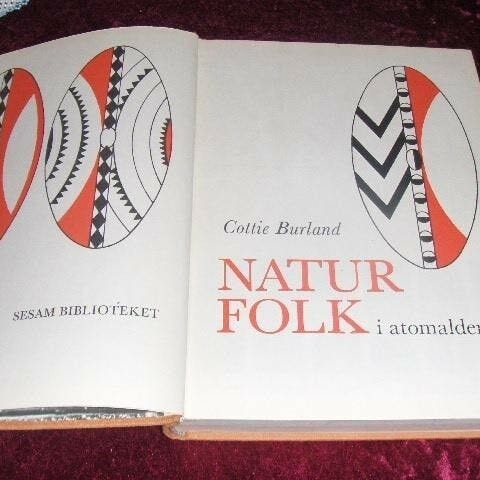 SESAM BIBLIOTEKET
Cottie Burland
NATUR
FOLK i atomalder